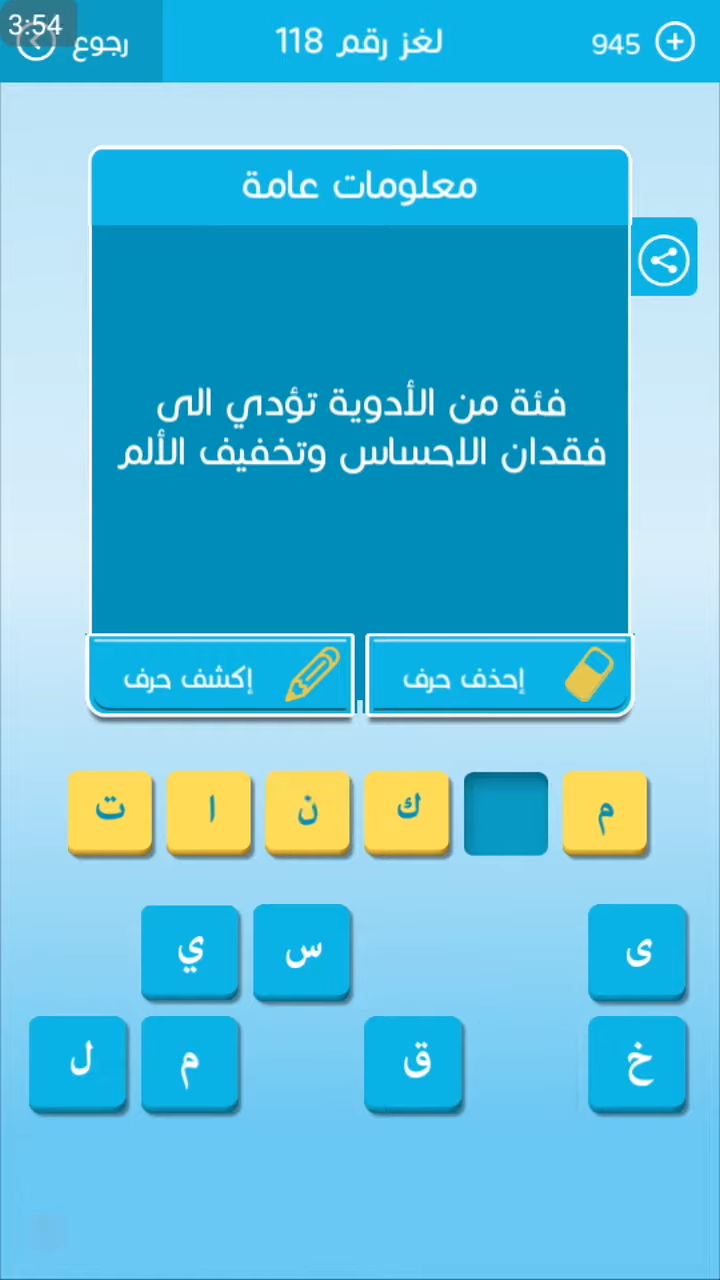 3:54
رجوع
لغز رقم 118
945
معلومات عامة
فئة من الأدوية تؤدي الى
فقدان الاحساس وتخفيف الألم
إحذف حرف
إكشف حرف
م ك ن ا ت
ى س ي
خ ق م ل